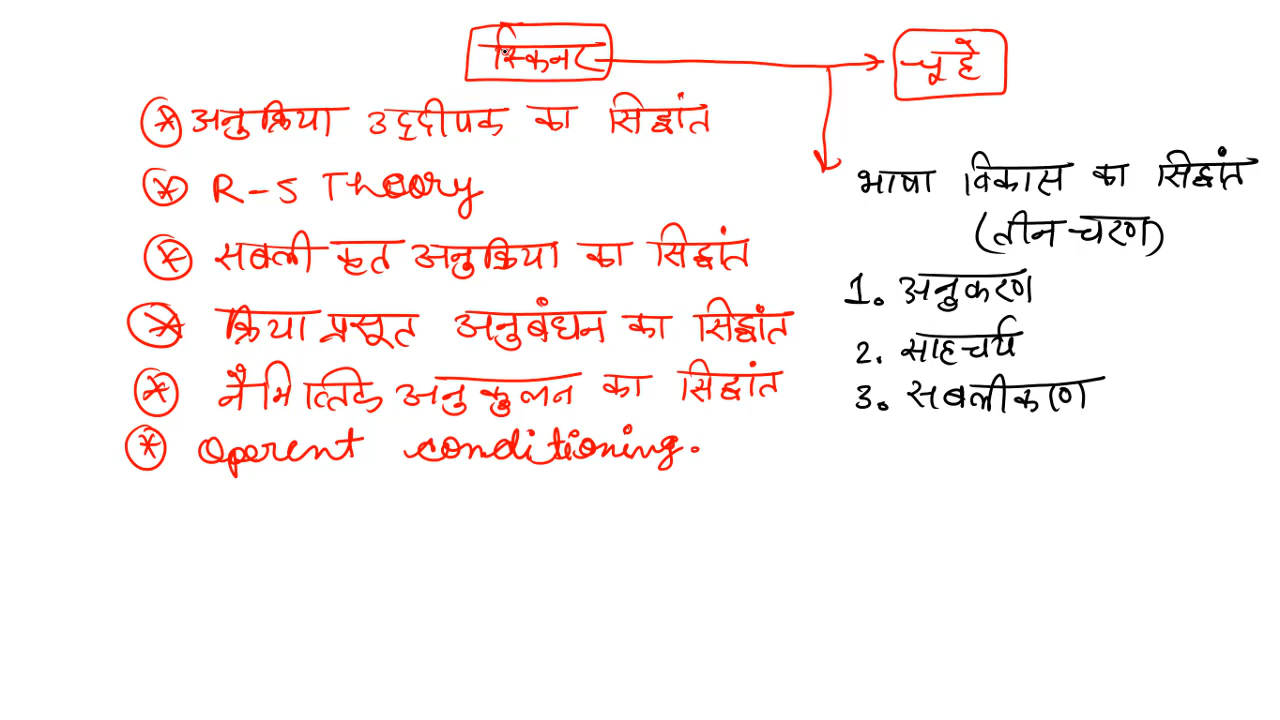 स्किनर
चूहे
* अनुक्रिया उद्दीपक का सिद्धांत
* R-S Theory
* सबली कृत अनुक्रिया का सिद्धांत
* क्रिया प्रसूत अनुबंधन का सिद्धांत
* नैमित्तिक अनुकुलन का सिद्धांत
* Operent conditioning.
भाषा विकास का सिद्धांत
(तीन चरण)
1. अनुकरण
2. साहचर्य
3. सबलीकरण